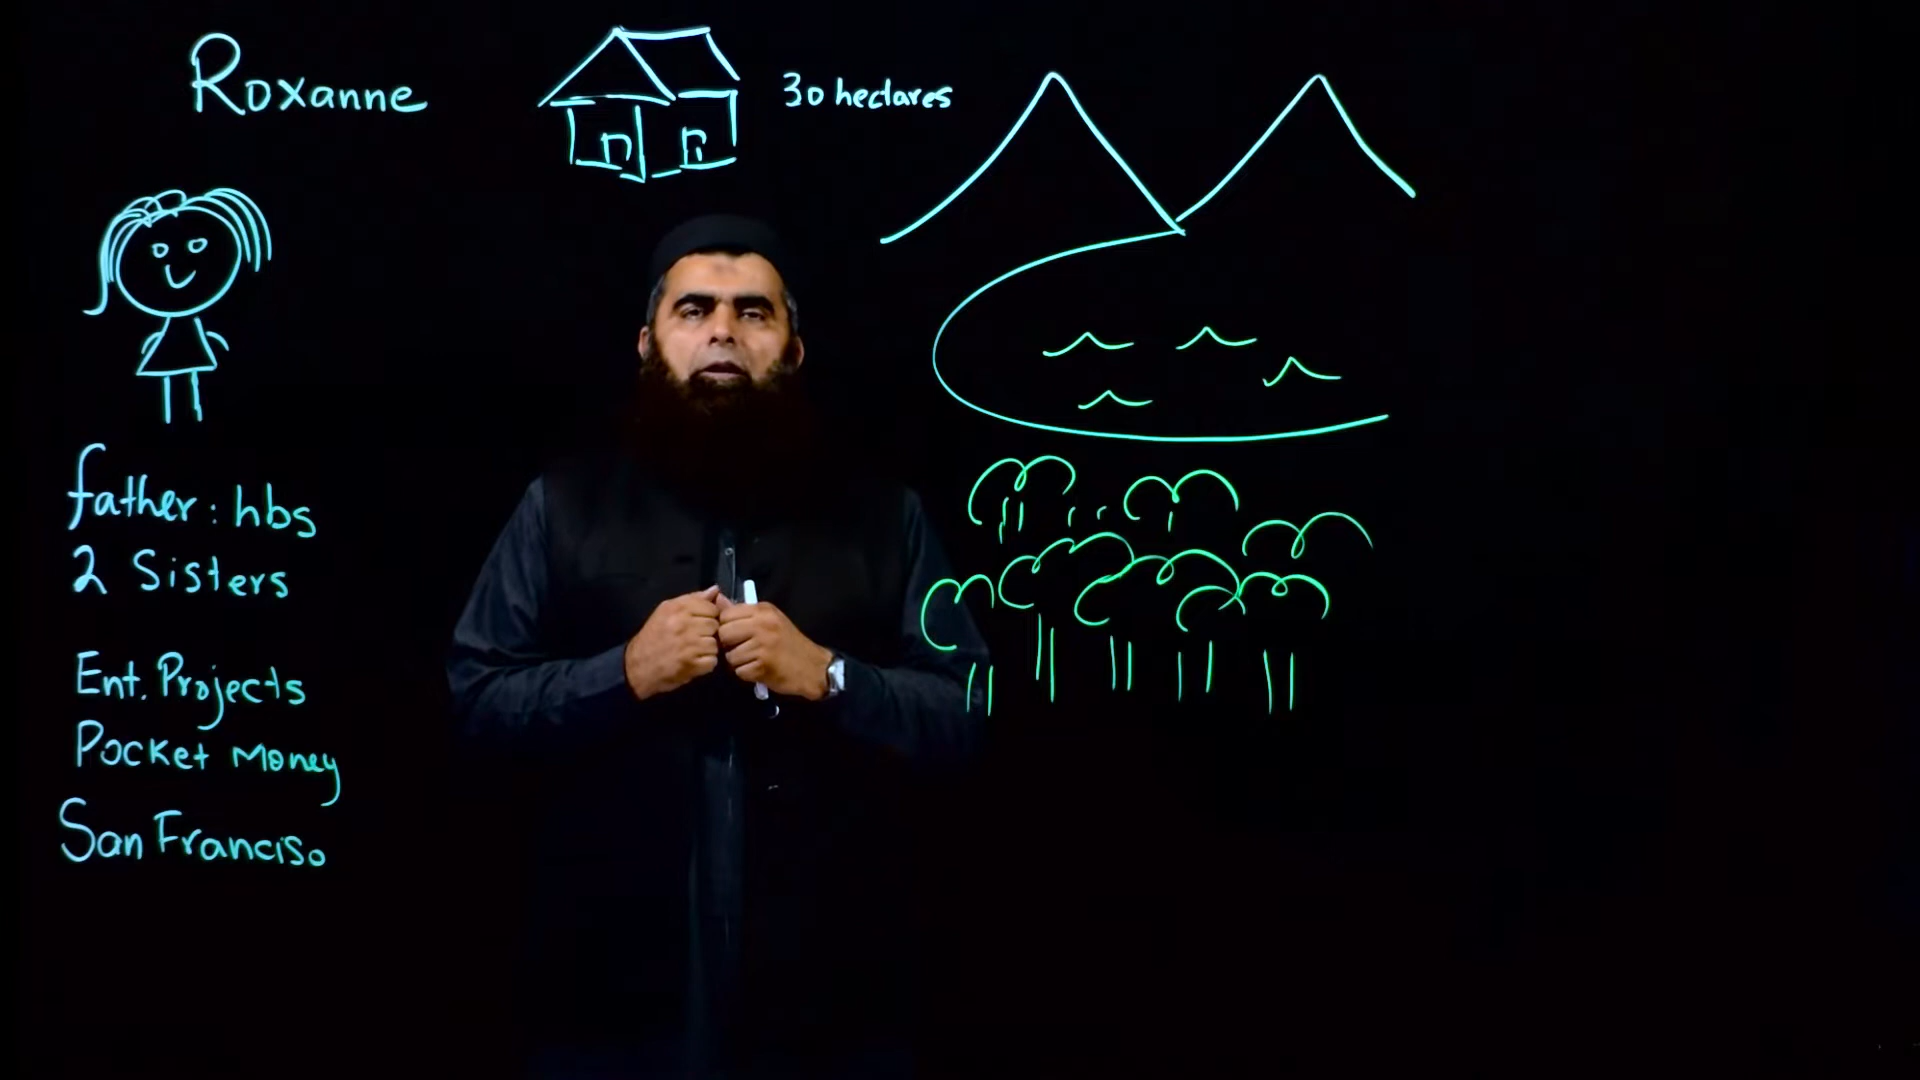 Roxanne
30 hectares
father: hbs
2 Sisters
Ent. Projects
Pocket Money
San Franciso